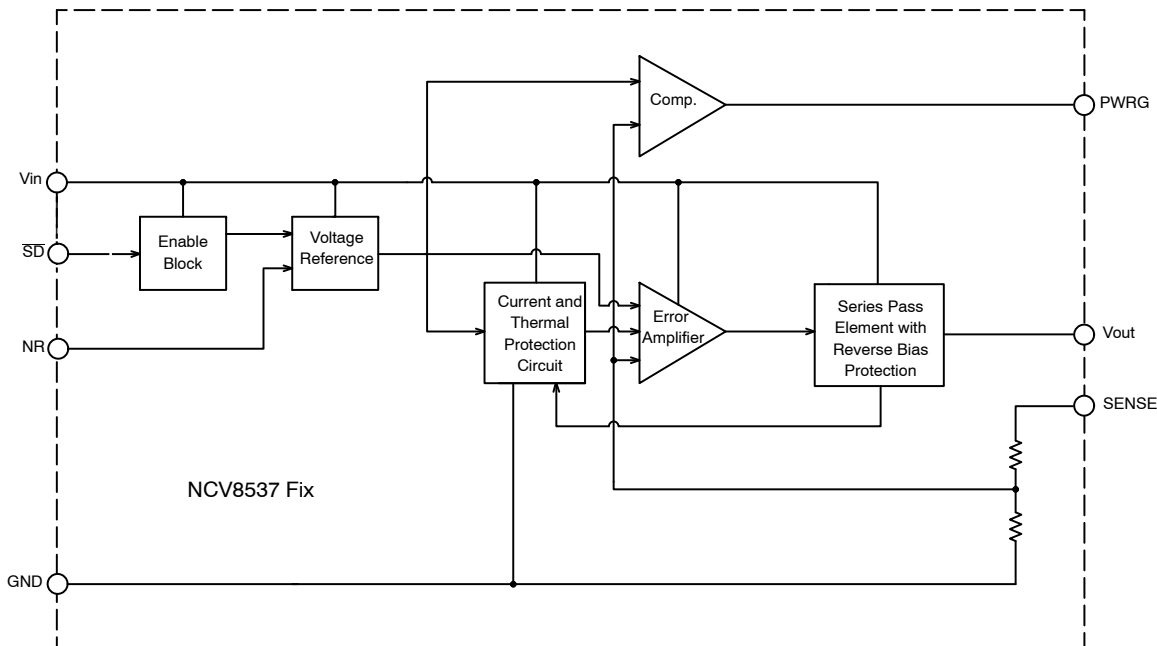 Comp.
PWRG
Vin
SD
Enable
Block
Voltage
Reference
NR
Current and
Thermal
Protection
Circuit
Error
Amplifier
Series Pass
Element with
Reverse Bias
Protection
Vout
SENSE
NCV8537 Fix
GND